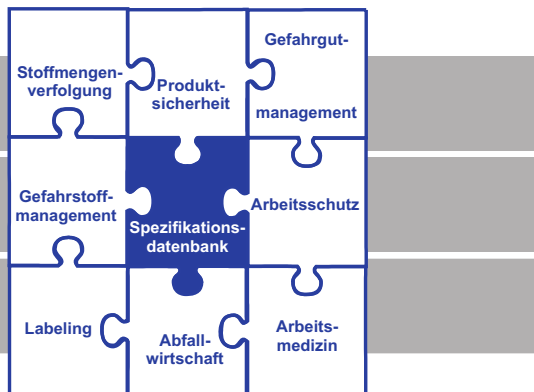 Stoffmengen-
verfolgung
Produkt-
sicherheit
Gefahrgut-
management
Gefahrstoff-
management
Spezifikations-
datenbank
Arbeitsschutz
Labeling
Abfall-
wirtschaft
Arbeits-
medizin